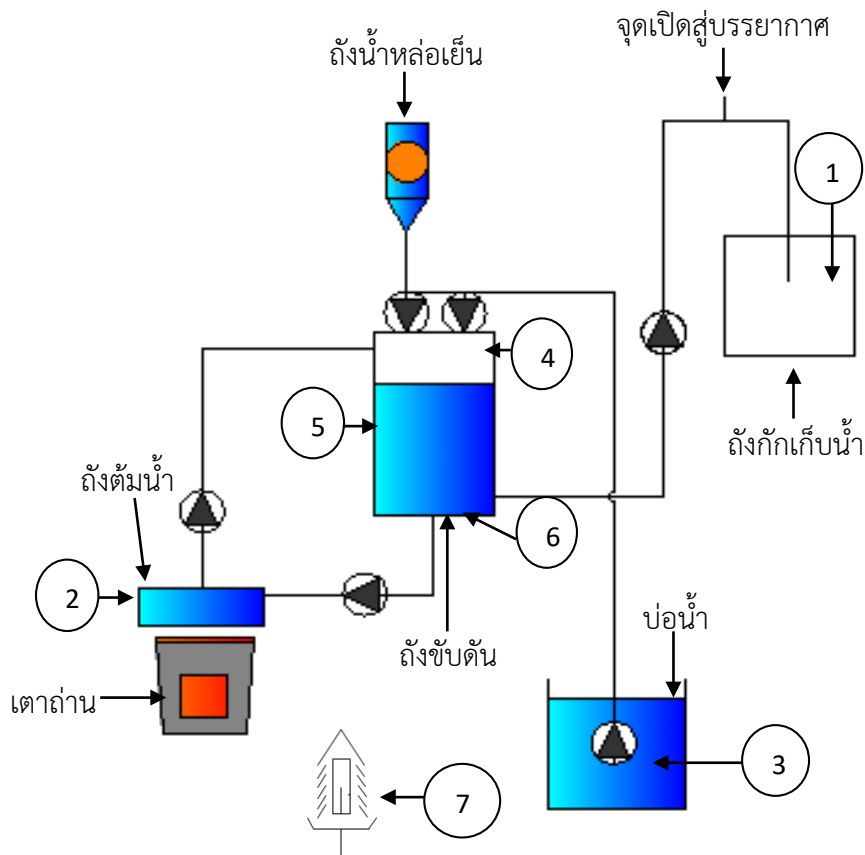 จุดเปิดสู่บรรยากาศ
ถังน้ำหล่อเย็น
1
4
5
ถังกักเก็บน้ำ
ถังต้มน้ำ
6
2
บ่อน้ำ
ถังขับดัน
เตาถ่าน
3
7